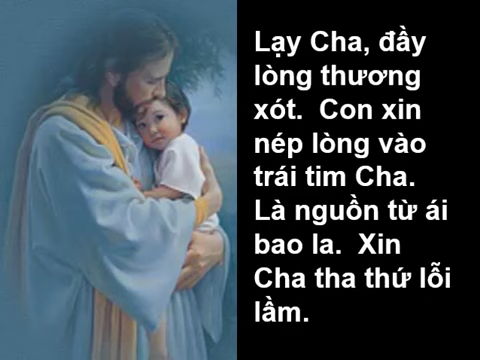 Lạy Cha, đầy
lòng thương
xót.  Con xin
nép lòng vào
trái tim Cha.
Là nguồn từ ái
bao la.  Xin
Cha tha thứ lỗi
lầm.